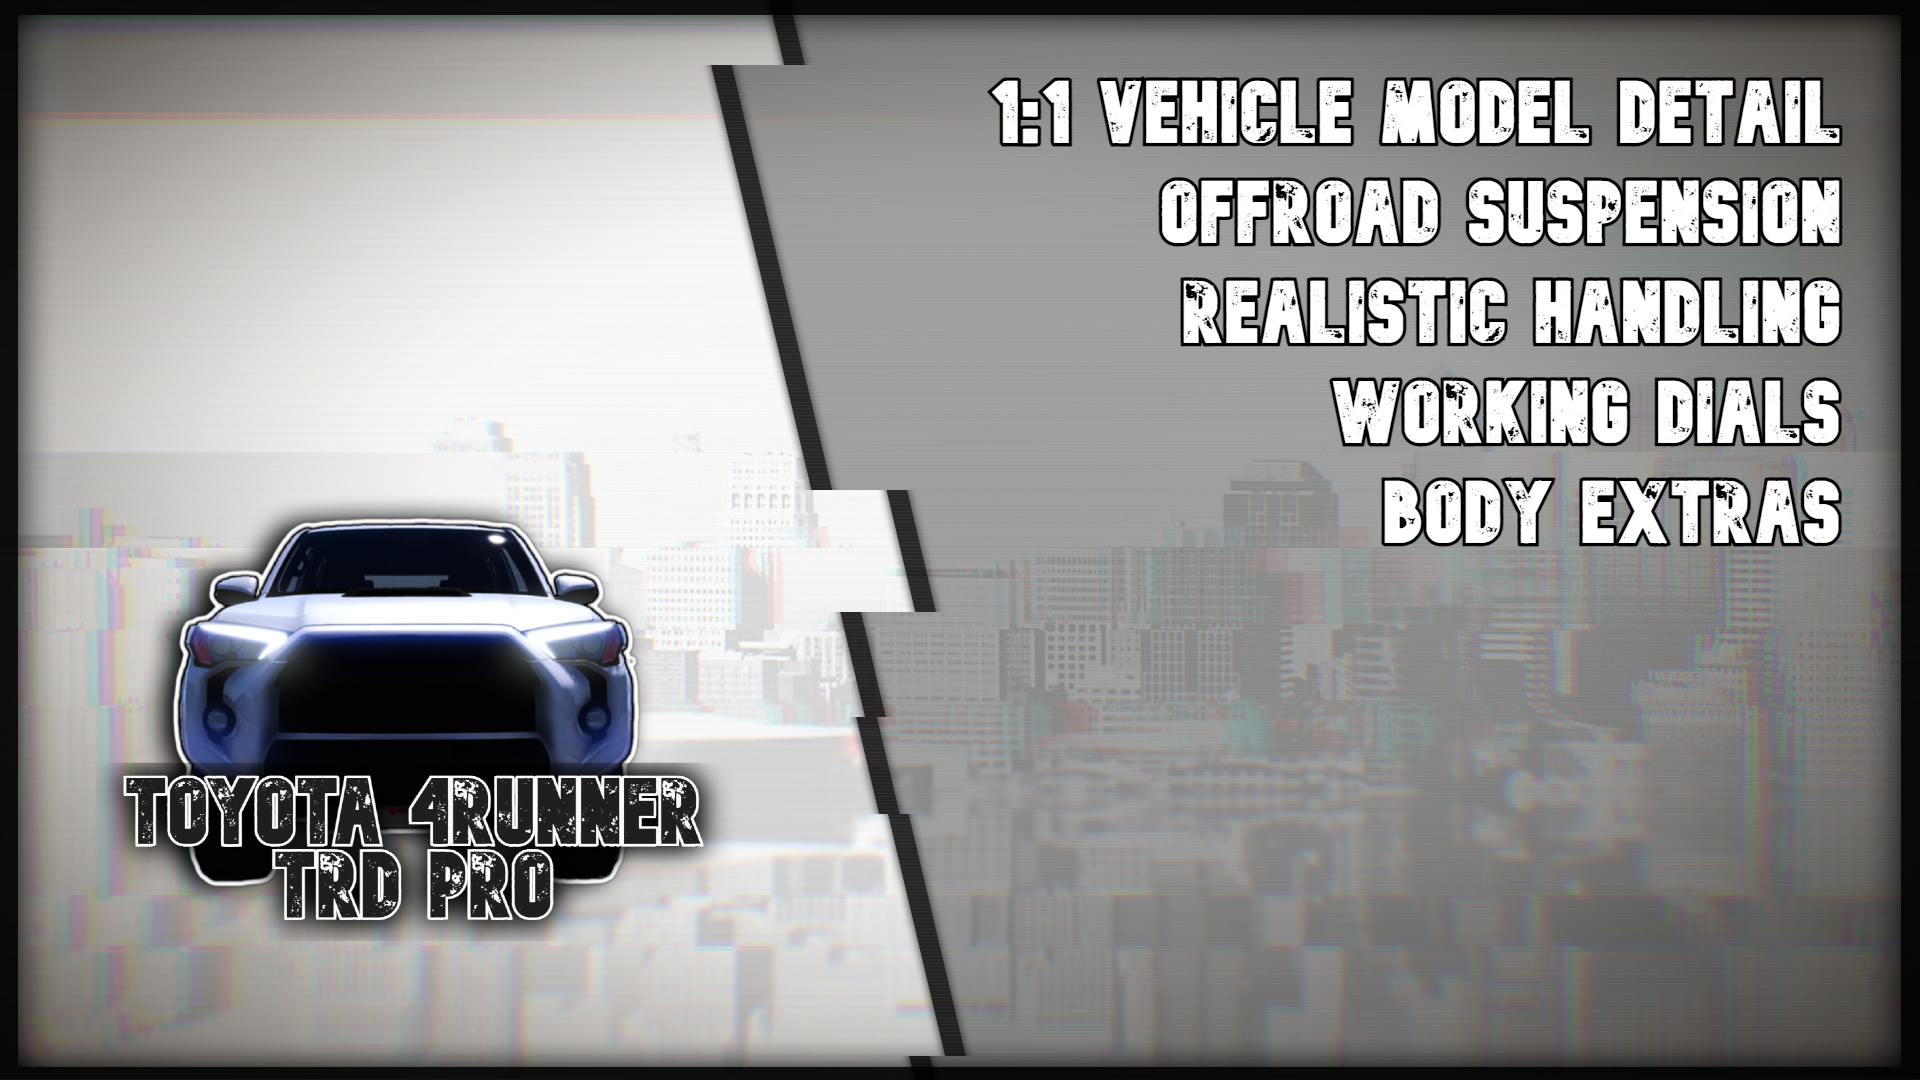 1:1 VEHICLE MODEL DETAIL
OFFROAD SUSPENSION
REALISTIC HANDLING
WORKING DIALS
BODY EXTRAS
TOYOTA 4RUNNER
TRD PRO